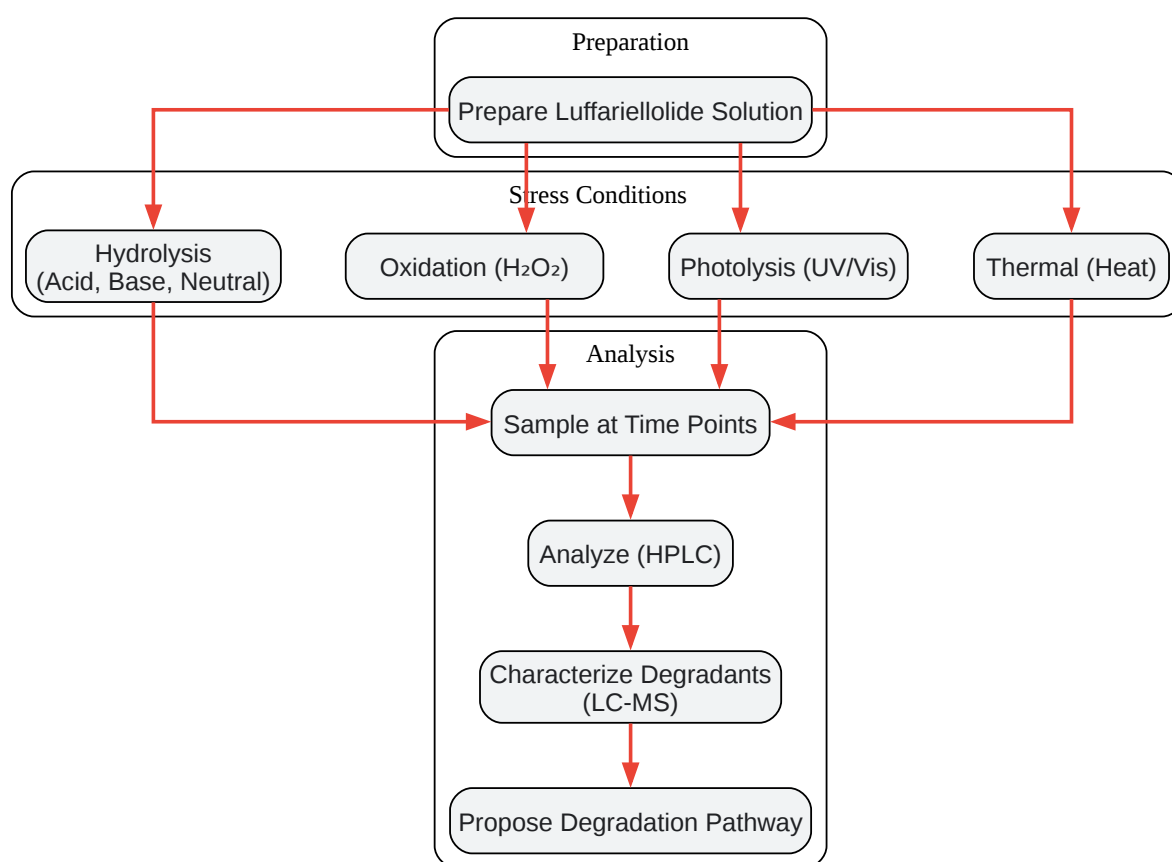 Preparation
Prepare Luffariellolide Solution
Stress Conditions
Hydrolysis
(Acid, Base, Neutral)
Oxidation (H₂O₂)
Photolysis (UV/Vis)
Thermal (Heat)
Analysis
Sample at Time Points
Analyze (HPLC)
Characterize Degradants
(LC-MS)
Propose Degradation Pathway